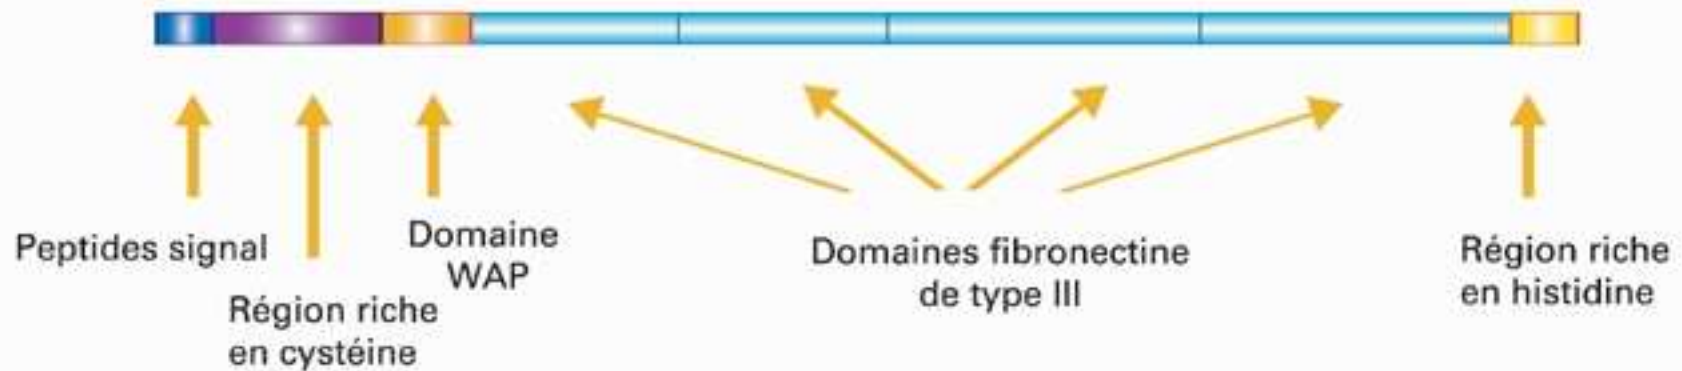 Peptides signal
Région riche
en cystéine
Domaine
WAP
Domaines fibronectine
de type III
Région riche
en histidine